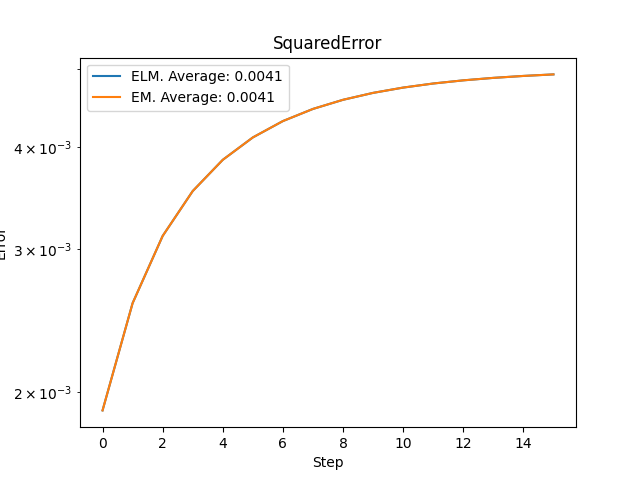 SquaredError
ELM. Average: 0.0041
EM. Average: 0.0041
4 × 10⁻³
3 × 10⁻³
2 × 10⁻³
Error
0 2 4 6 8 10 12 14
Step